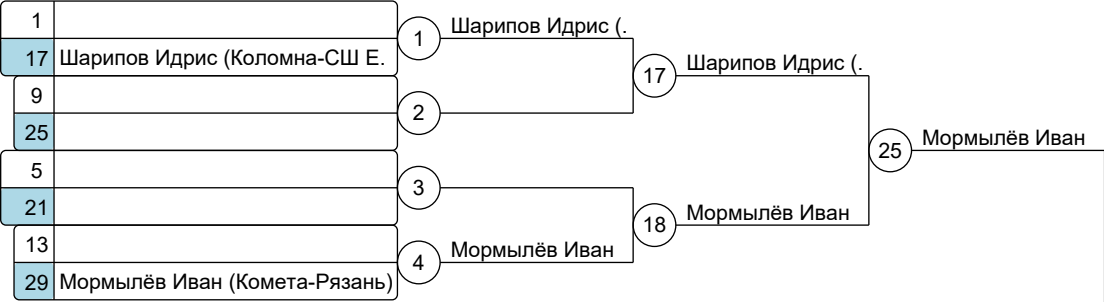 1
17 Шарипов Идрис (Коломна-СШ Е.
9
25
5
21
13
29 Мормылёв Иван (Комета-Рязань)
1
2
3
4
Шарипов Идрис (.
Мормылёв Иван
17
18
Шарипов Идрис (.
Мормылёв Иван
25
Мормылёв Иван